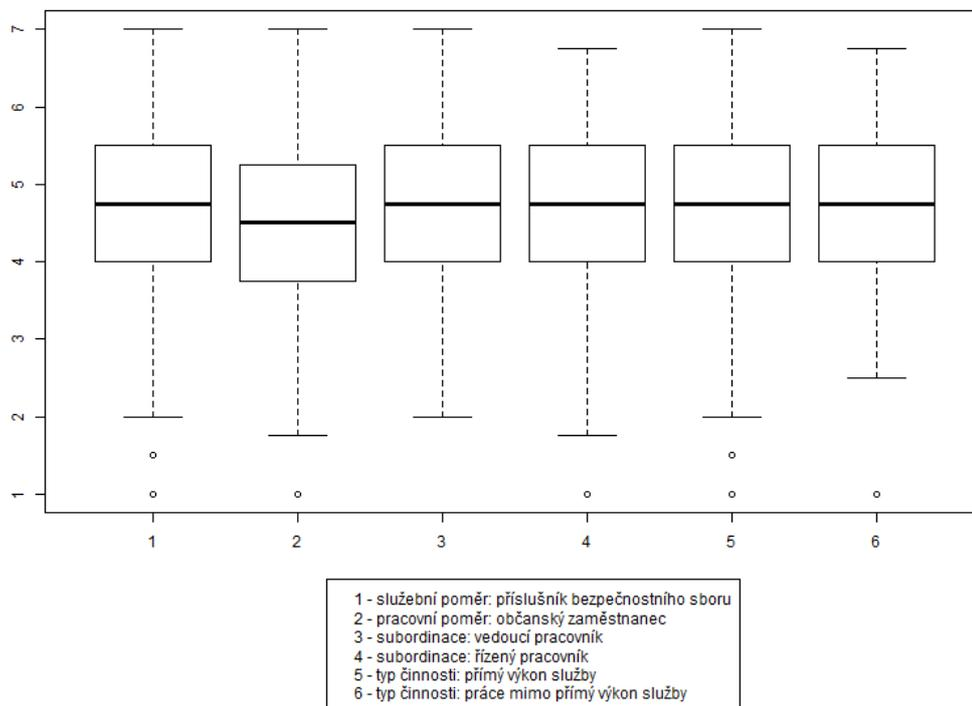 7
6
5
4
3
2
1
1 2 3 4 5 6
1 - služební poměr: příslušník bezpečnostního sboru
2 - pracovní poměr: občanský zaměstnanec
3 - subordinace: vedoucí pracovník
4 - subordinace: řízený pracovník
5 - typ činnosti: přímý výkon služby
6 - typ činnosti: práce mimo přímý výkon služby